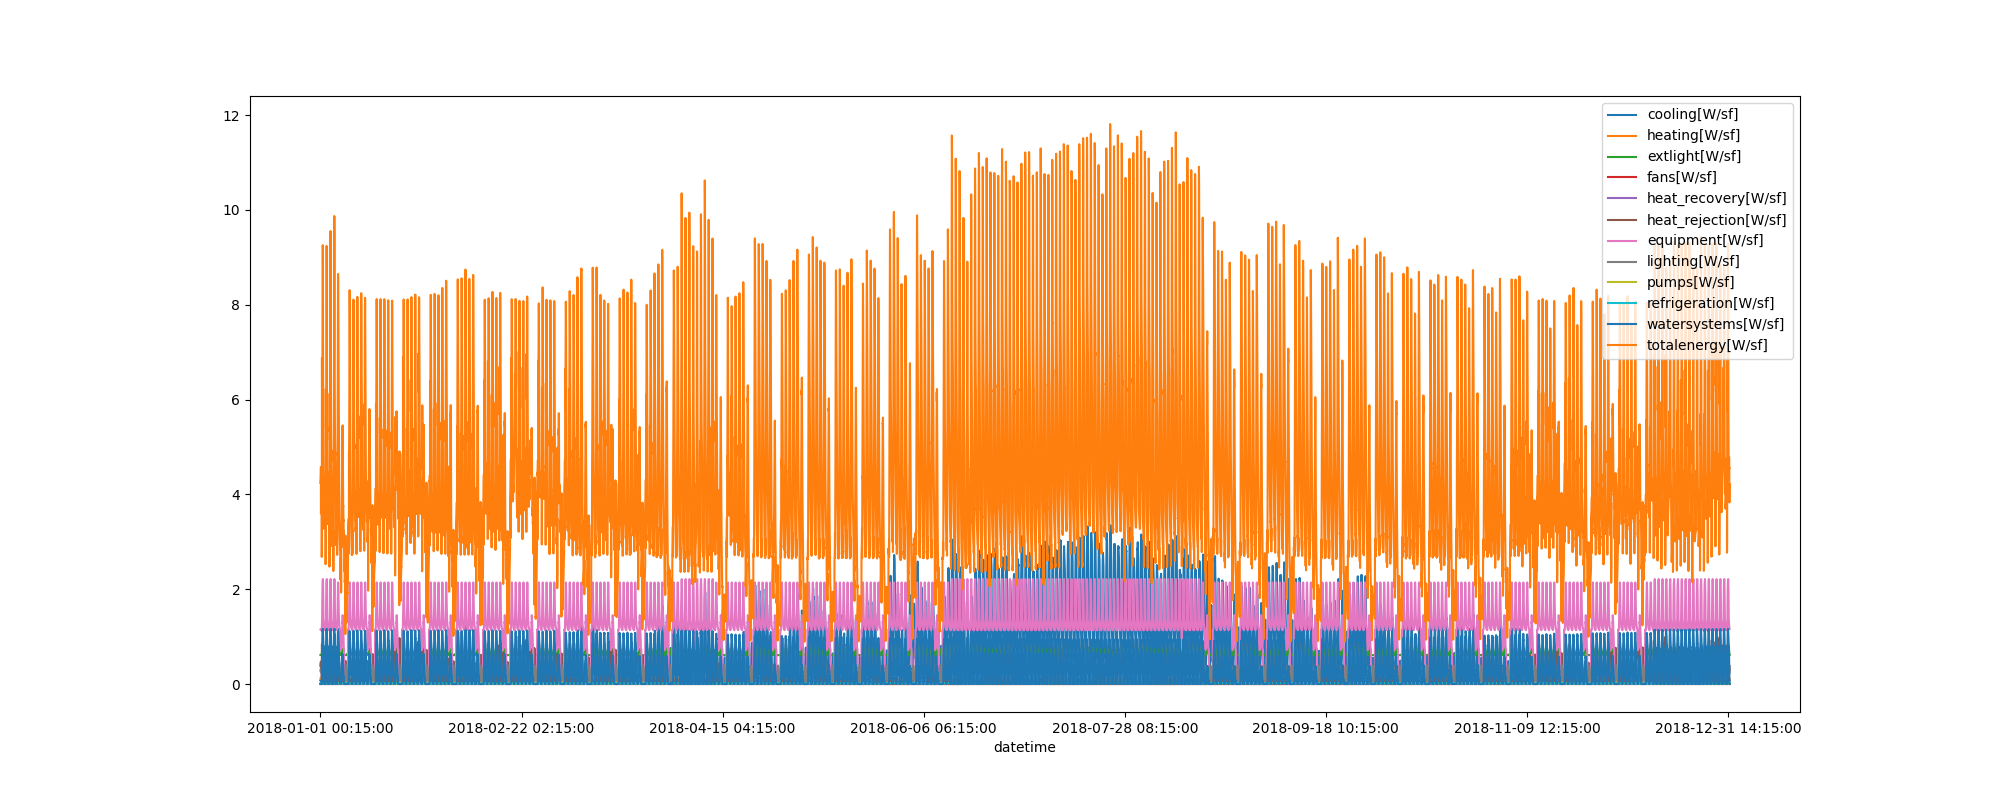 12
10
8
6
4
2
0
cooling[W/sf]
heating[W/sf]
extlight[W/sf]
fans[W/sf]
heat_recovery[W/sf]
heat_rejection[W/sf]
equipment[W/sf]
lighting[W/sf]
pumps[W/sf]
refrigeration[W/sf]
watersystems[W/sf]
totalenergy[W/sf]
2018-01-01 00:15:00
2018-02-22 02:15:00
2018-04-15 04:15:00
2018-06-06 06:15:00
2018-07-28 08:15:00
2018-09-18 10:15:00
2018-11-09 12:15:00
2018-12-31 14:15:00
datetime